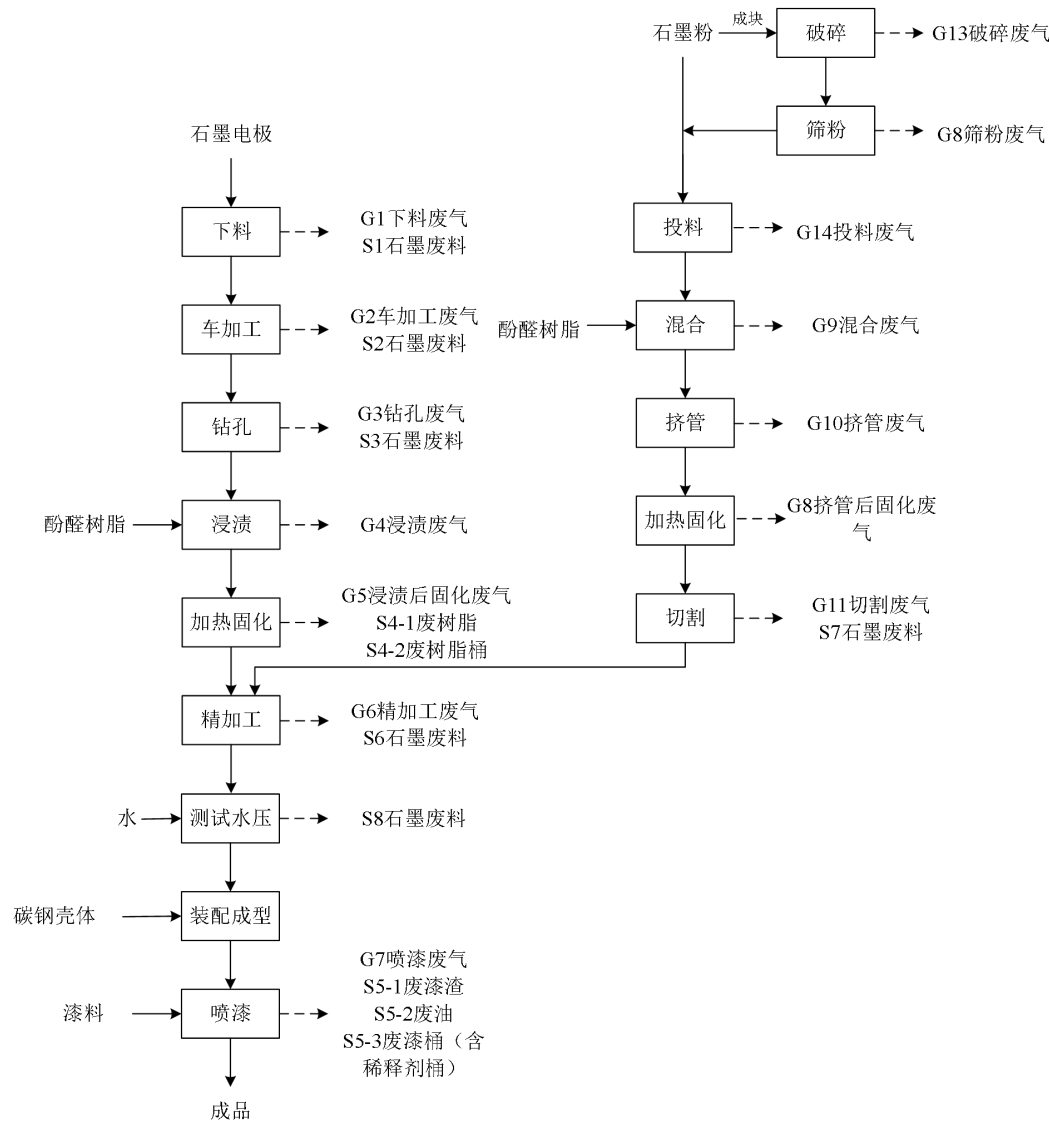 石墨粉
成块
破碎
G13破碎废气
筛粉
G8筛粉废气
石墨电极
下料
G1下料废气
S1石墨废料
投料
G14投料废气
车加工
G2车加工废气
S2石墨废料
酚醛树脂
混合
G9混合废气
钻孔
G3钻孔废气
S3石墨废料
挤管
G10挤管废气
酚醛树脂
浸渍
G4浸渍废气
加热固化
G8挤管后固化废
气
加热固化
G5浸渍后固化废气
S4-1废树脂
S4-2废树脂桶
切割
G11切割废气
S7石墨废料
精加工
G6精加工废气
S6石墨废料
水
测试水压
S8石墨废料
碳钢壳体
装配成型
漆料
喷漆
G7喷漆废气
S5-1废漆渣
S5-2废油
S5-3废漆桶（含
稀释剂桶）
成品